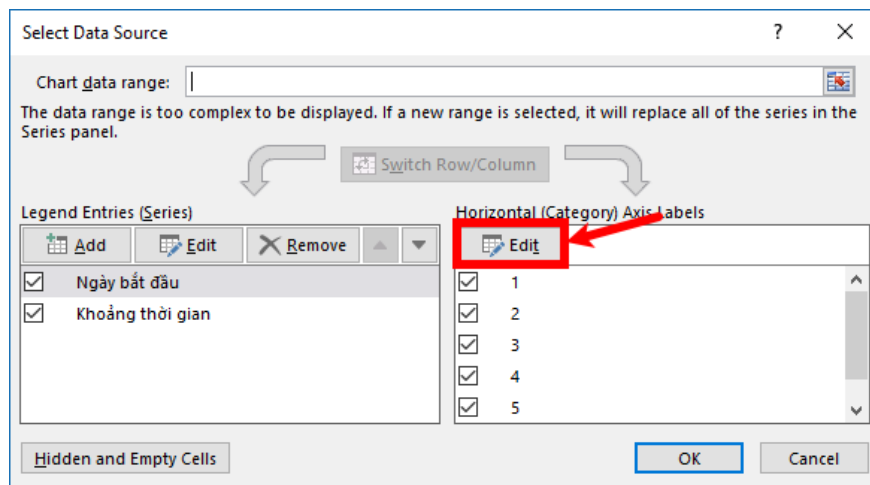 Select Data Source
?
Chart data range:
The data range is too complex to be displayed. If a new range is selected, it will replace all of the series in the
Series panel.
Switch Row/Column
Legend Entries (Series)
Add Edit Remove
Ngày bắt đầu
Khoảng thời gian
Horizontal (Category) Axis Labels
Edit
1
2
3
4
5
Hidden and Empty Cells
OK Cancel